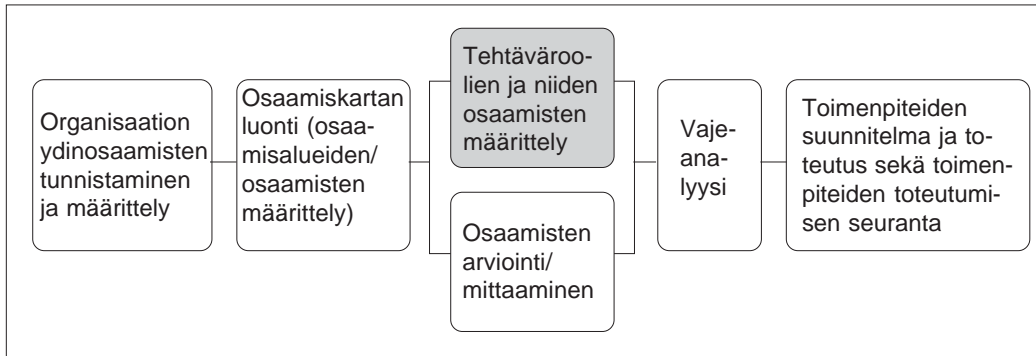 Organisaation
ydinosaamisten
tunnistaminen
ja määrittely
Osaamiskartan
luonti (osaa-
misalueiden/
osaamisten
määrittely)
Tehtäväroo-
lien ja niiden
osaamisten
määrittely
Osaamisten
arviointi/
mittaaminen
Vaje-
ana-
lyysi
Toimenpiteiden
suunnitelma ja to-
teutus sekä toimen-
piteiden toteutumi-
sen seuranta